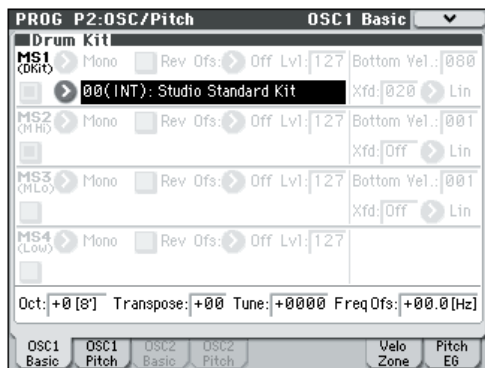 PROG P2:OSC/Pitch OSC1 Basic
Drum Kit
MS1 Mono Rev Ofs: Off Lvl: 127 Bottom Vel.: 080
(DKit)
00(INT): Studio Standard Kit Xfd: 020 Lin
MS2 Mono Rev Ofs: Off Lvl: 127 Bottom Vel.: 001
(M Hi)
Xfd: Off Lin
MS3 Mono Rev Ofs: Off Lvl: 127 Bottom Vel.: 001
(MLo)
Xfd: Off Lin
MS4 Mono Rev Ofs: Off Lvl: 127
(Low)
Oct: +0 [8'] Transpose: +00 Tune: +0000 Freq Ofs: +00.0 [Hz]
OSC1 Basic OSC1 Pitch OSC2 Basic OSC2 Pitch Velo Zone Pitch EG